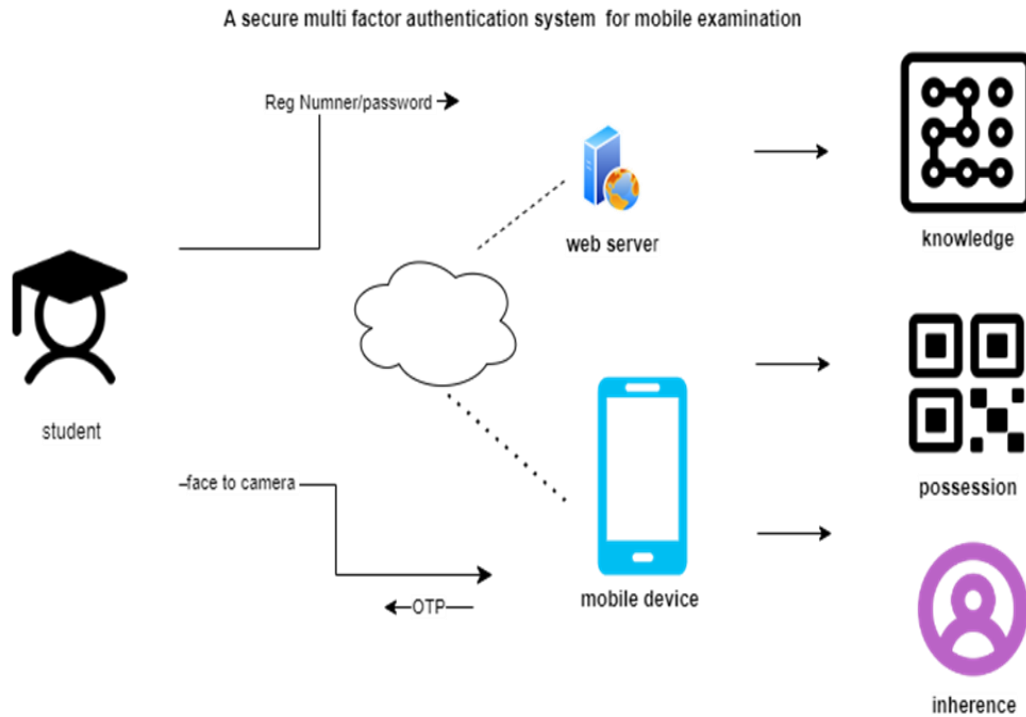 A secure multi factor authentication system for mobile examination
Reg Numner/password
web server
knowledge
student
face to camera
possession
mobile device
OTP
inherence